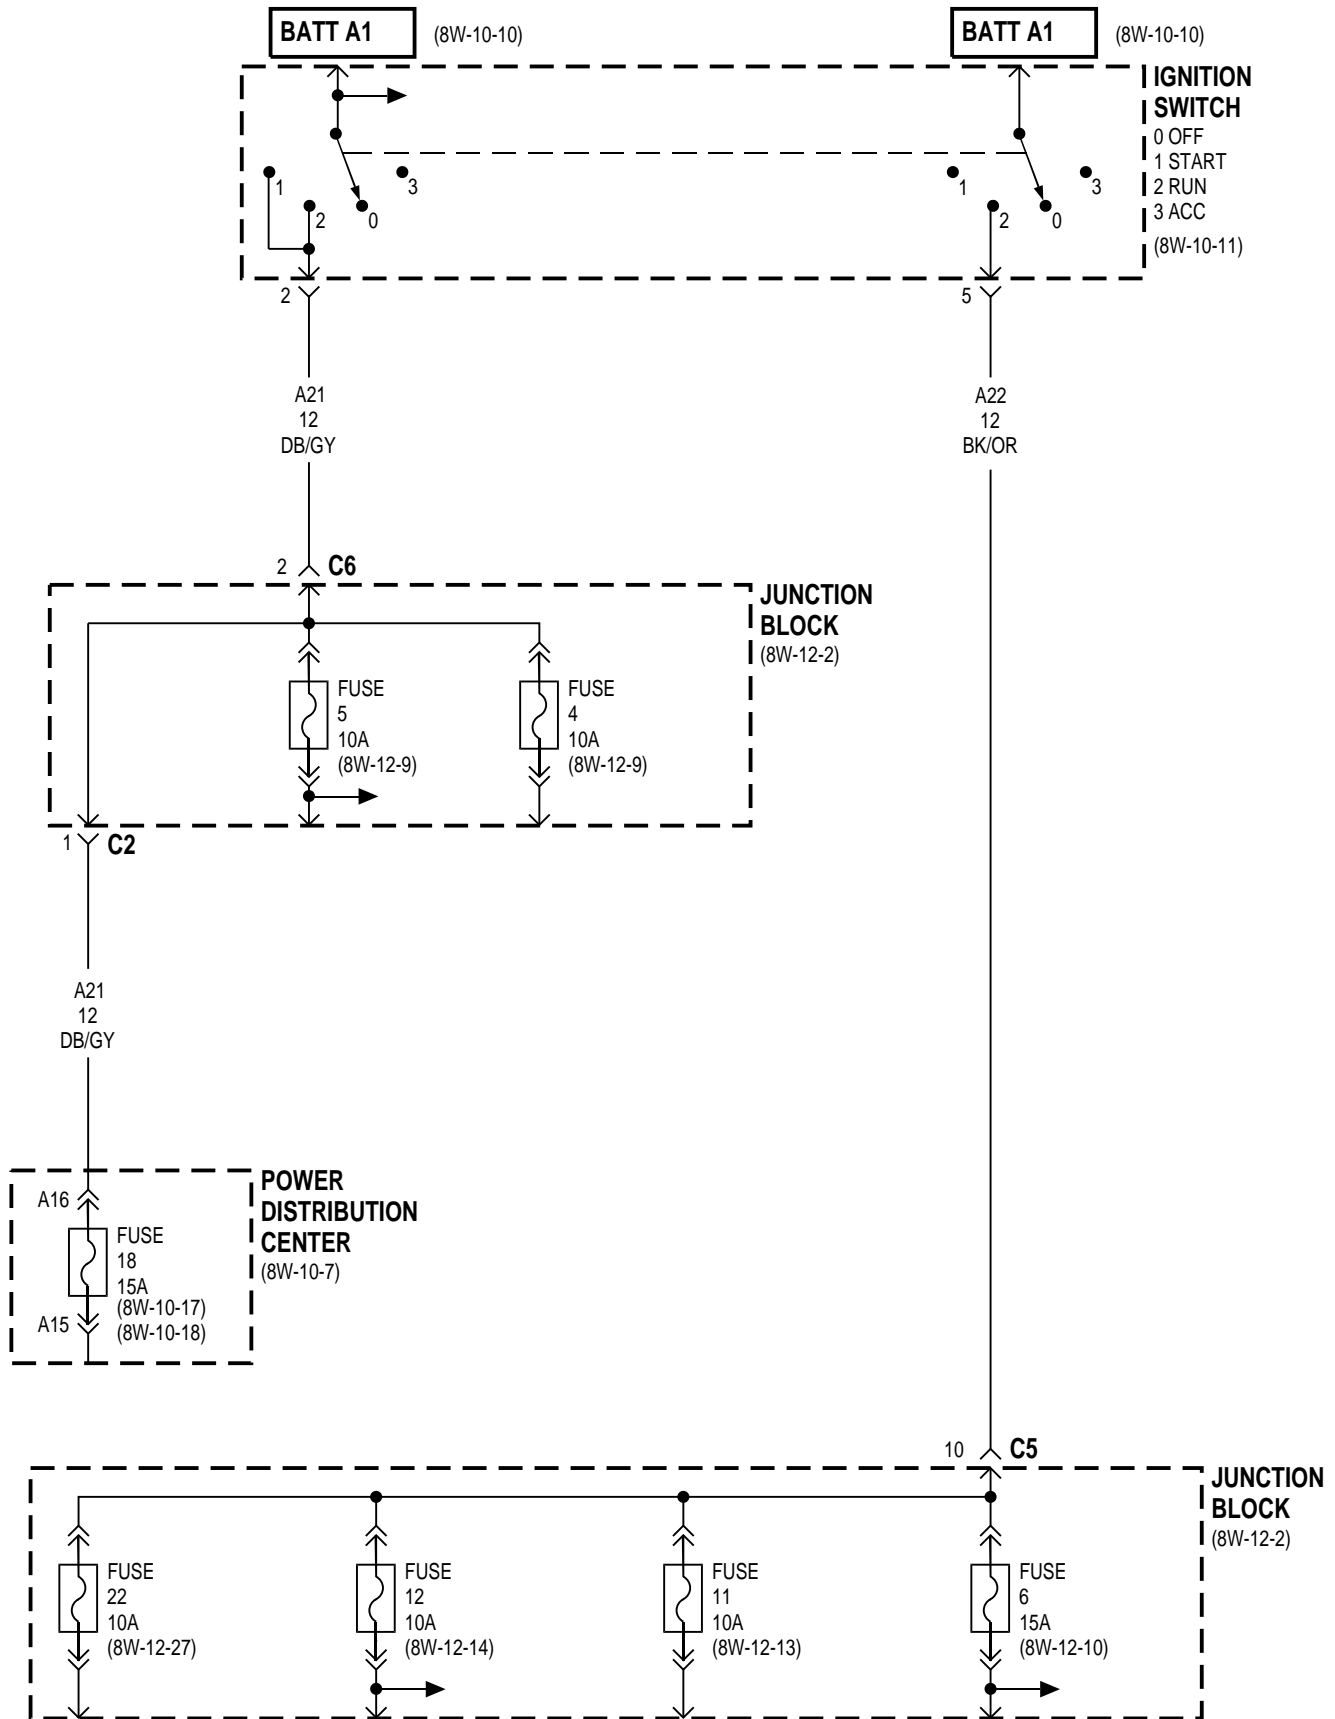 BATT A1
(8W-10-10)
BATT A1
(8W-10-10)
IGNITION
SWITCH
0 OFF
1 START
2 RUN
3 ACC
(8W-10-11)
1
2
0
3
1
2
0
3
2
5
A21
12
DB/GY
A22
12
BK/OR
2
C6
JUNCTION
BLOCK
(8W-12-2)
FUSE
5
10A
(8W-12-9)
FUSE
4
10A
(8W-12-9)
1
C2
A21
12
DB/GY
POWER
DISTRIBUTION
CENTER
(8W-10-7)
A16
FUSE
18
15A
(8W-10-17)
(8W-10-18)
A15
10
C5
JUNCTION
BLOCK
(8W-12-2)
FUSE
22
10A
(8W-12-27)
FUSE
12
10A
(8W-12-14)
FUSE
11
10A
(8W-12-13)
FUSE
6
15A
(8W-12-10)